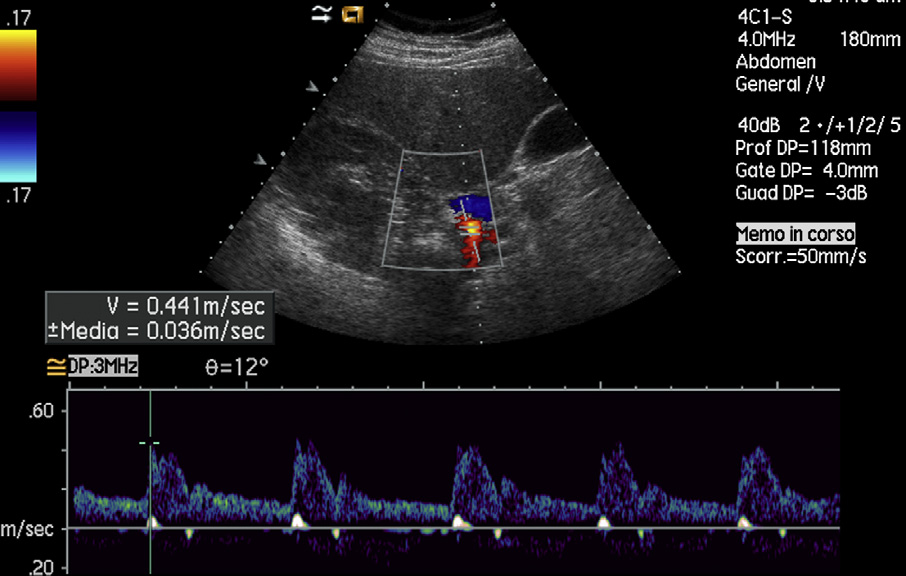 .17
.17
4C1-S
4.0MHz 180mm
Abdomen
General /V
40dB 2 •/+1/2/ 5
Prof DP=118mm
Gate DP= 4.0mm
Guad DP= -3dB
Memo in corso
Scorr.=50mm/s
V = 0.441m/sec
±Media = 0.036m/sec
DP:3MHz θ=12°
.60
m/sec
.20